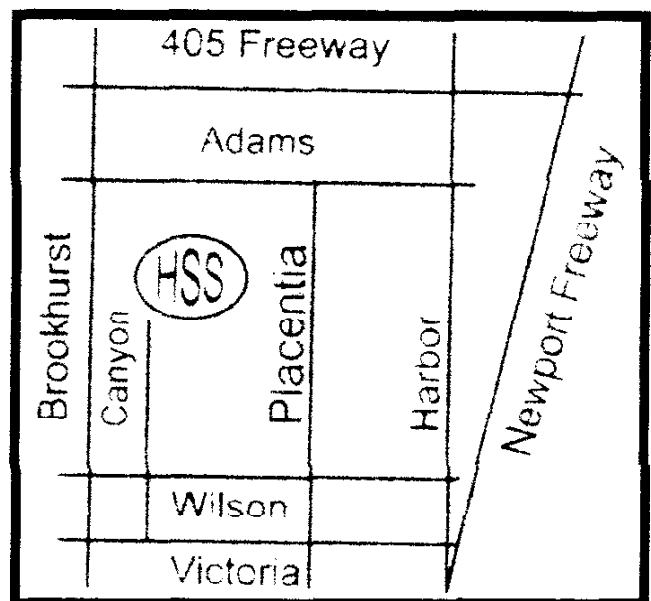 405 Freeway
Adams
HSS
Brookhurst
Canyon
Placentia
Harbor
Newport Freeway
Wilson
Victoria